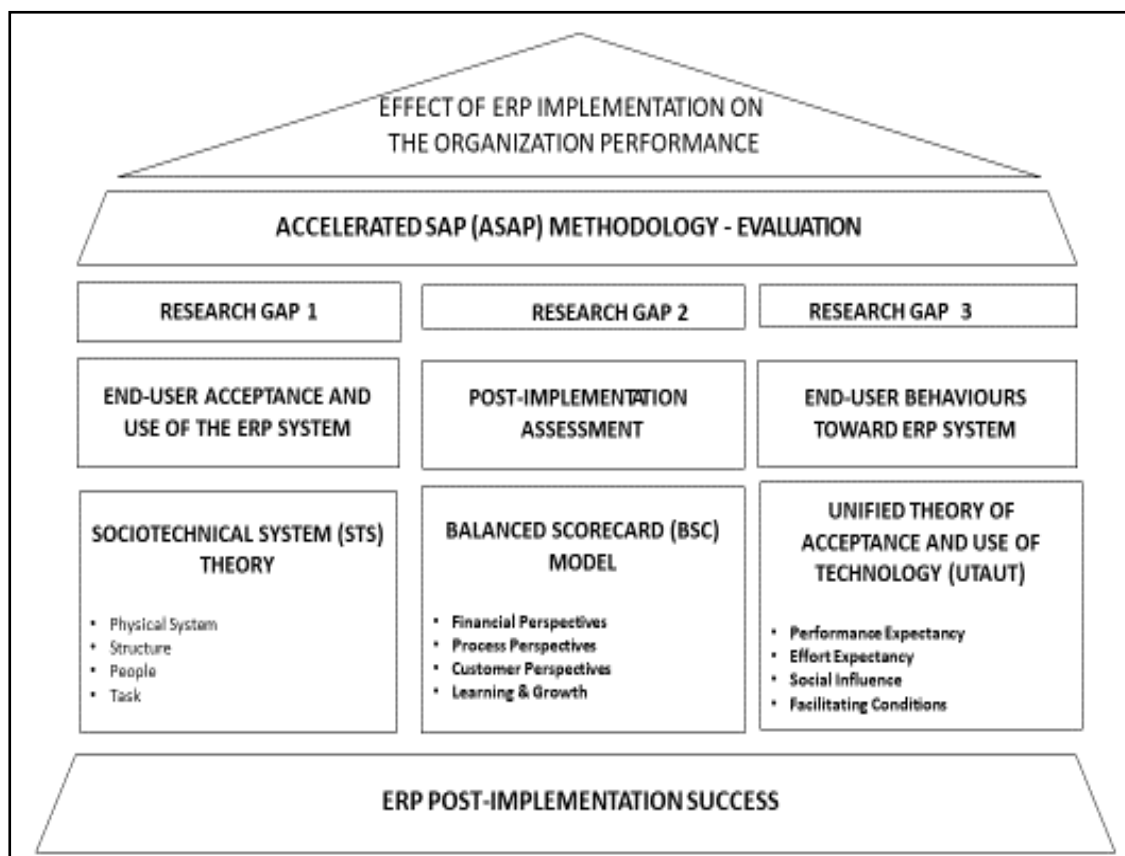 EFFECT OF ERP IMPLEMENTATION ON
THE ORGANIZATION PERFORMANCE
ACCELERATED SAP (ASAP) METHODOLOGY - EVALUATION
RESEARCH GAP 1
RESEARCH GAP 2
RESEARCH GAP 3
END-USER ACCEPTANCE AND
USE OF THE ERP SYSTEM
POST-IMPLEMENTATION
ASSESSMENT
END-USER BEHAVIOURS
TOWARD ERP SYSTEM
SOCIOTECHNICAL SYSTEM (STS)
THEORY
• Physical System
• Structure
• People
• Task
BALANCED SCORECARD (BSC)
MODEL
• Financial Perspectives
• Process Perspectives
• Customer Perspectives
• Learning & Growth
UNIFIED THEORY OF
ACCEPTANCE AND USE OF
TECHNOLOGY (UTAUT)
• Performance Expectancy
• Effort Expectancy
• Social Influence
• Facilitating Conditions
ERP POST-IMPLEMENTATION SUCCESS